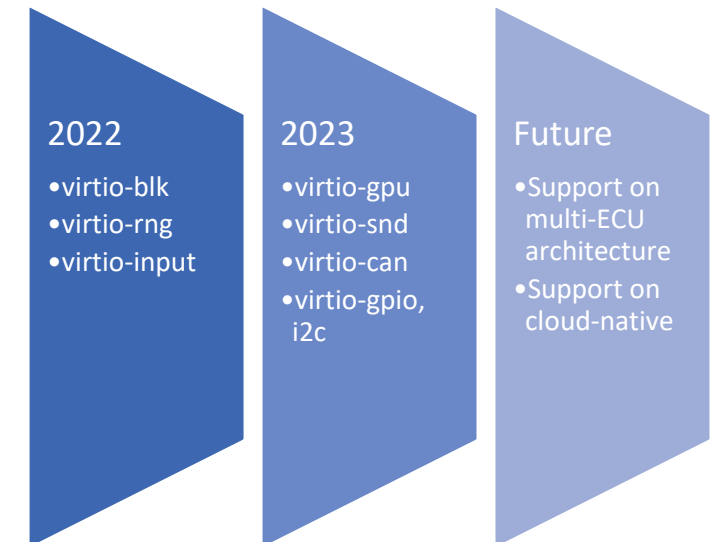 2022
•virtio-blk
•virtio-rng
•virtio-input
2023
•virtio-gpu
•virtio-snd
•virtio-can
•virtio-gpio,
i2c
Future
•Support on
multi-ECU
architecture
•Support on
cloud-native